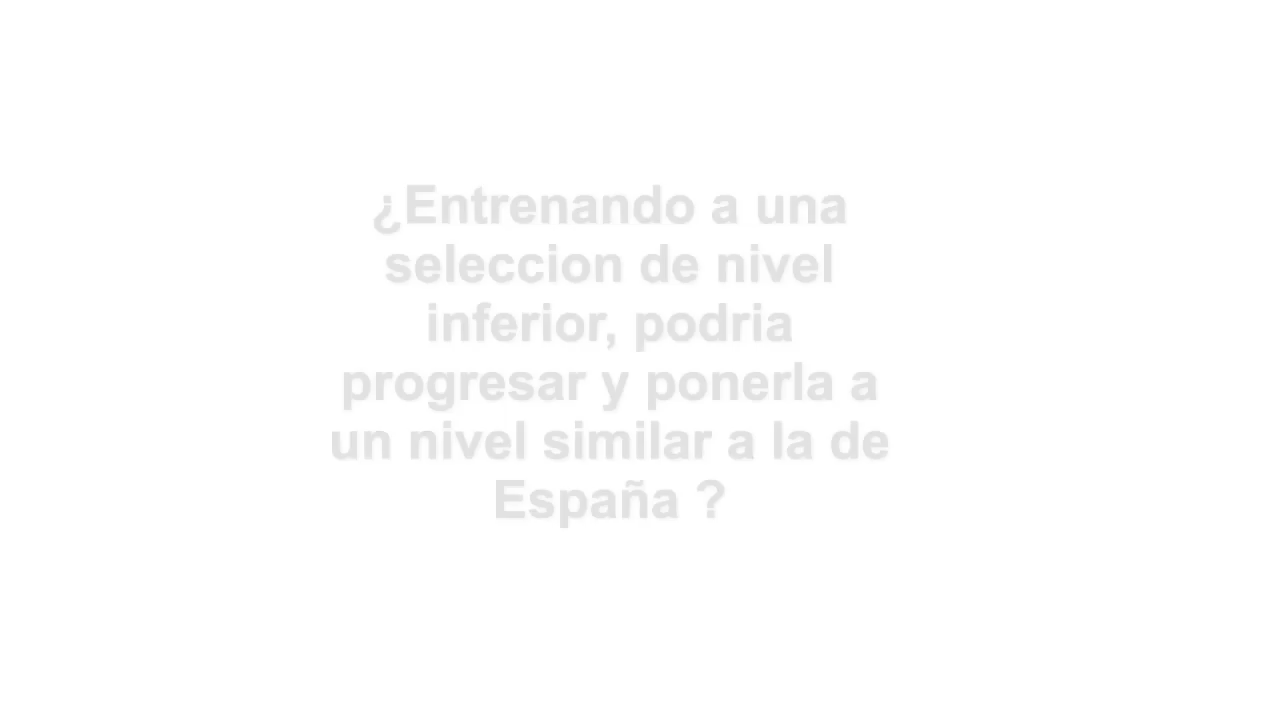 ¿Entrenando a una
seleccion de nivel
inferior, podria
progresar y ponerla a
un nivel similar a la de
España ?